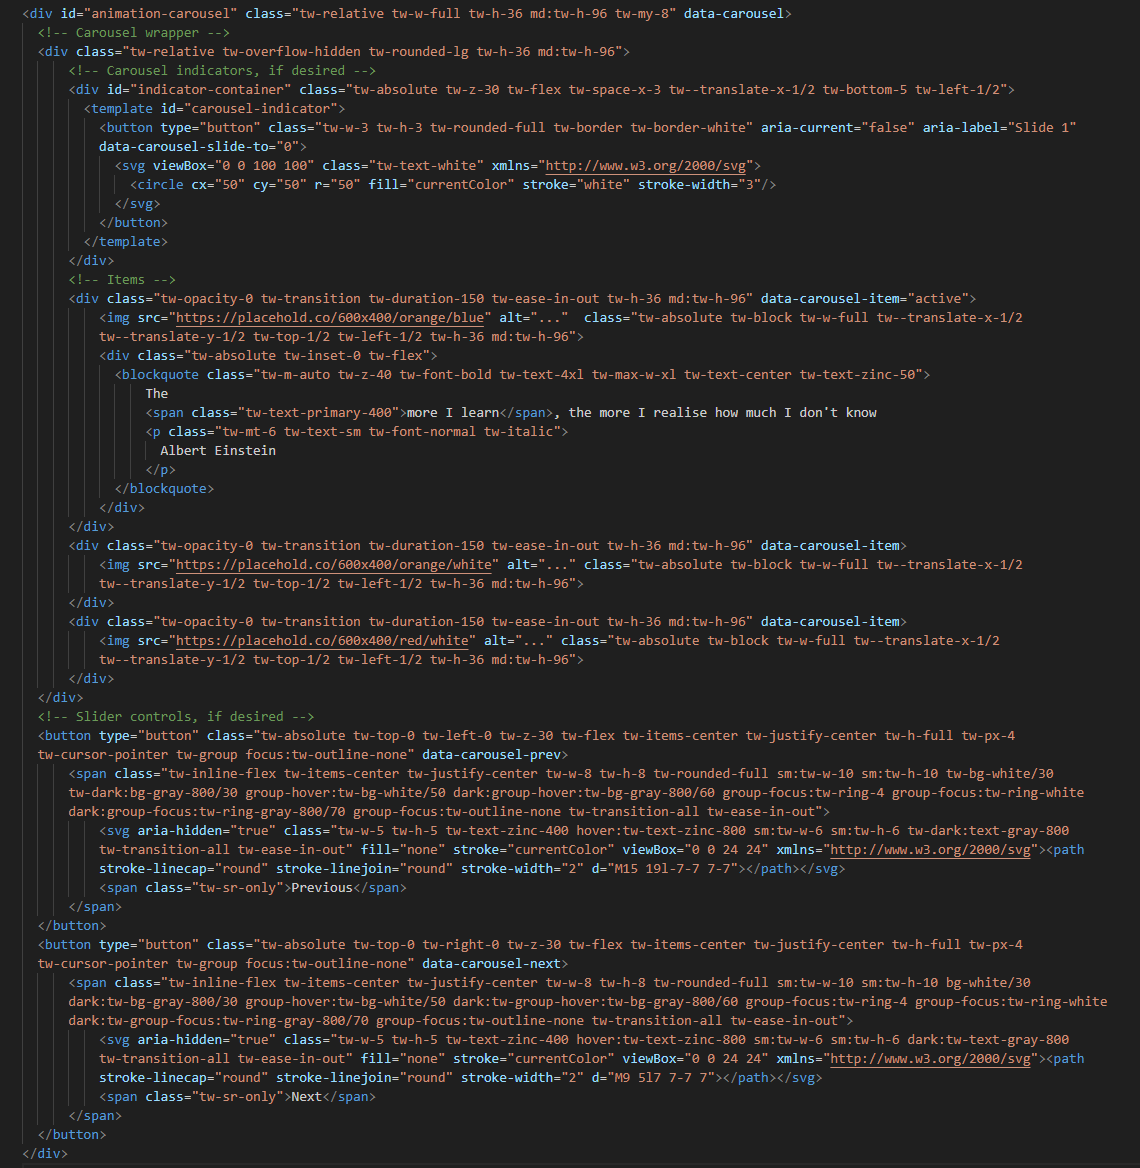 <div id="animation-carousel" class="tw-relative tw-w-full tw-h-36 md:tw-h-96 tw-my-8" data-carousel>
<!-- Carousel wrapper -->
<div class="tw-relative tw-overflow-hidden tw-rounded-lg tw-h-36 md:tw-h-96">
<!-- Carousel indicators, if desired -->
<div id="indicator-container" class="tw-absolute tw-z-30 tw-flex tw-space-x-3 tw--translate-x-1/2 tw-bottom-5 tw-left-1/2">
<template id="carousel-indicator">
<button type="button" class="tw-w-3 tw-h-3 tw-rounded-full tw-border tw-border-white" aria-current="false" aria-label="Slide 1"
data-carousel-slide-to="0">
<svg viewBox="0 0 100 100" class="tw-text-white" xmlns="http://www.w3.org/2000/svg">
<circle cx="50" cy="50" r="50" fill="currentColor" stroke="white" stroke-width="3"/>
</svg>
</button>
</template>
</div>
<!-- Items -->
<div class="tw-opacity-0 tw-transition tw-duration-150 tw-ease-in-out tw-h-36 md:tw-h-96" data-carousel-item="active">
<img src="https://placehold.co/600x400/orange/blue" alt="..."  class="tw-absolute tw-block tw-w-full tw--translate-x-1/2
tw--translate-y-1/2 tw-top-1/2 tw-left-1/2 tw-h-36 md:tw-h-96">
<div class="tw-absolute tw-inset-0 tw-flex">
<blockquote class="tw-m-auto tw-z-40 tw-font-bold tw-text-4xl tw-max-w-xl tw-text-center tw-text-zinc-50">
The
<span class="tw-text-primary-400">more I learn</span>, the more I realise how much I don't know
<p class="tw-mt-6 tw-text-sm tw-font-normal tw-italic">
Albert Einstein
</p>
</blockquote>
</div>
</div>
<div class="tw-opacity-0 tw-transition tw-duration-150 tw-ease-in-out tw-h-36 md:tw-h-96" data-carousel-item>
<img src="https://placehold.co/600x400/orange/white" alt="..." class="tw-absolute tw-block tw-w-full tw--translate-x-1/2
tw--translate-y-1/2 tw-top-1/2 tw-left-1/2 tw-h-36 md:tw-h-96">
</div>
<div class="tw-opacity-0 tw-transition tw-duration-150 tw-ease-in-out tw-h-36 md:tw-h-96" data-carousel-item>
<img src="https://placehold.co/600x400/red/white" alt="..." class="tw-absolute tw-block tw-w-full tw--translate-x-1/2
tw--translate-y-1/2 tw-top-1/2 tw-left-1/2 tw-h-36 md:tw-h-96">
</div>
</div>
<!-- Slider controls, if desired -->
<button type="button" class="tw-absolute tw-top-0 tw-left-0 tw-z-30 tw-flex tw-items-center tw-justify-center tw-h-full tw-px-4
tw-cursor-pointer tw-group focus:tw-outline-none" data-carousel-prev>
<span class="tw-inline-flex tw-items-center tw-justify-center tw-w-8 tw-h-8 tw-rounded-full sm:tw-w-10 sm:tw-h-10 tw-bg-white/30
tw-dark:bg-gray-800/30 group-hover:tw-bg-white/50 dark:group-hover:tw-bg-gray-800/60 group-focus:tw-ring-4 group-focus:tw-ring-white
dark:group-focus:tw-ring-gray-800/70 group-focus:tw-outline-none tw-transition-all tw-ease-in-out">
<svg aria-hidden="true" class="tw-w-5 tw-h-5 tw-text-zinc-400 hover:tw-text-zinc-800 sm:tw-w-6 sm:tw-h-6 tw-dark:text-gray-800
tw-transition-all tw-ease-in-out" fill="none" stroke="currentColor" viewBox="0 0 24 24" xmlns="http://www.w3.org/2000/svg"><path
stroke-linecap="round" stroke-linejoin="round" stroke-width="2" d="M15 19l-7-7 7-7"></path></svg>
<span class="tw-sr-only">Previous</span>
</span>
</button>
<button type="button" class="tw-absolute tw-top-0 tw-right-0 tw-z-30 tw-flex tw-items-center tw-justify-center tw-h-full tw-px-4
tw-cursor-pointer tw-group focus:tw-outline-none" data-carousel-next>
<span class="tw-inline-flex tw-items-center tw-justify-center tw-w-8 tw-h-8 tw-rounded-full sm:tw-w-10 sm:tw-h-10 bg-white/30
dark:tw-bg-gray-800/30 group-hover:tw-bg-white/50 dark:tw-group-hover:tw-bg-gray-800/60 group-focus:tw-ring-4 group-focus:tw-ring-white
dark:tw-group-focus:tw-ring-gray-800/70 group-focus:tw-outline-none tw-transition-all tw-ease-in-out">
<svg aria-hidden="true" class="tw-w-5 tw-h-5 tw-text-zinc-400 hover:tw-text-zinc-800 sm:tw-w-6 sm:tw-h-6 dark:tw-text-gray-800
tw-transition-all tw-ease-in-out" fill="none" stroke="currentColor" viewBox="0 0 24 24" xmlns="http://www.w3.org/2000/svg"><path
stroke-linecap="round" stroke-linejoin="round" stroke-width="2" d="M9 5l7 7-7 7"></path></svg>
<span class="tw-sr-only">Next</span>
</span>
</button>
</div>